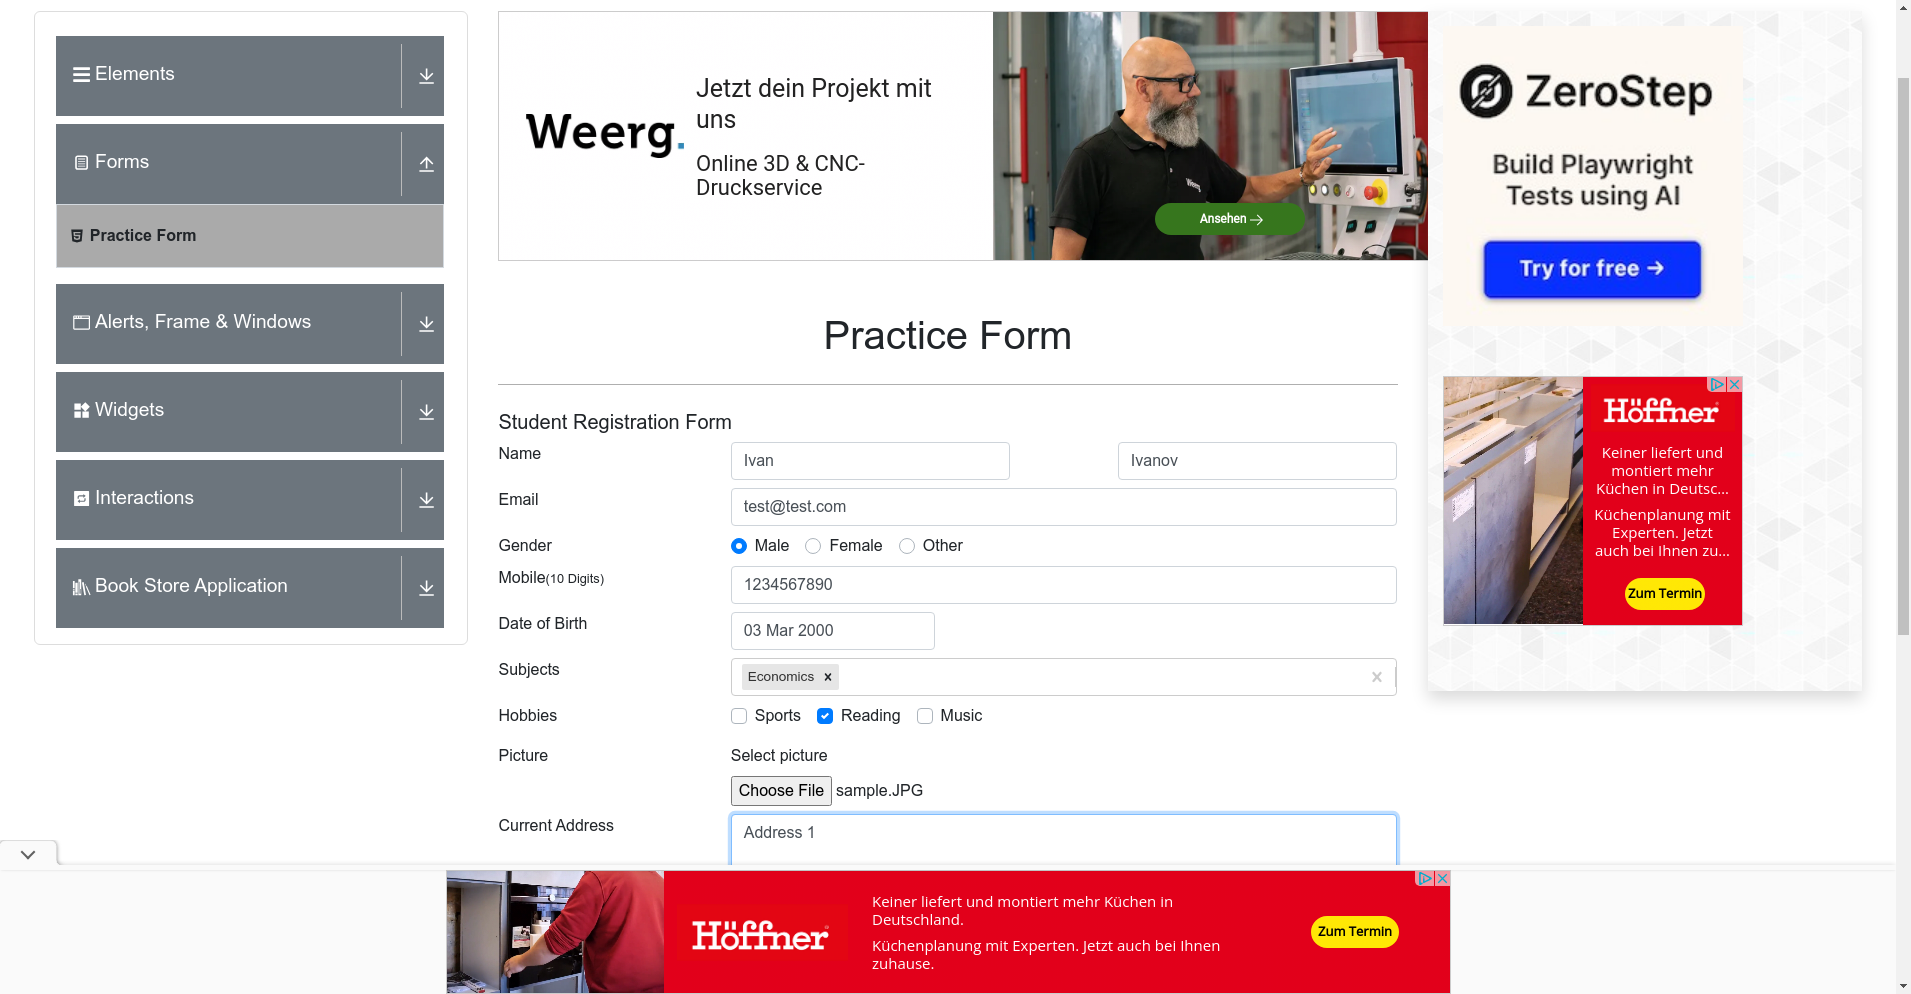 Elements
Forms
Practice Form
Alerts, Frame & Windows
Widgets
Interactions
Book Store Application
Weerg.
Jetzt dein Projekt mit
uns
Online 3D & CNC-
Druckservice
Ansehen
Practice Form
Student Registration Form
Name
Ivan
Ivanov
Email
test@test.com
Gender
Male
Female
Other
Mobile(10 Digits)
1234567890
Date of Birth
03 Mar 2000
Subjects
Economics
Hobbies
Sports
Reading
Music
Picture
Select picture
Choose File sample.JPG
Current Address
Address 1
ZeroStep
Build Playwright
Tests using AI
Try for free →
Höffner
Keiner liefert und
montiert mehr
Küchen in Deutsc...
Küchenplanung mit
Experten. Jetzt
auch bei Ihnen zu...
Zum Termin
Höffner
Keiner liefert und montiert mehr Küchen in
Deutschland.
Küchenplanung mit Experten. Jetzt auch bei Ihnen
zuhause.
Zum Termin